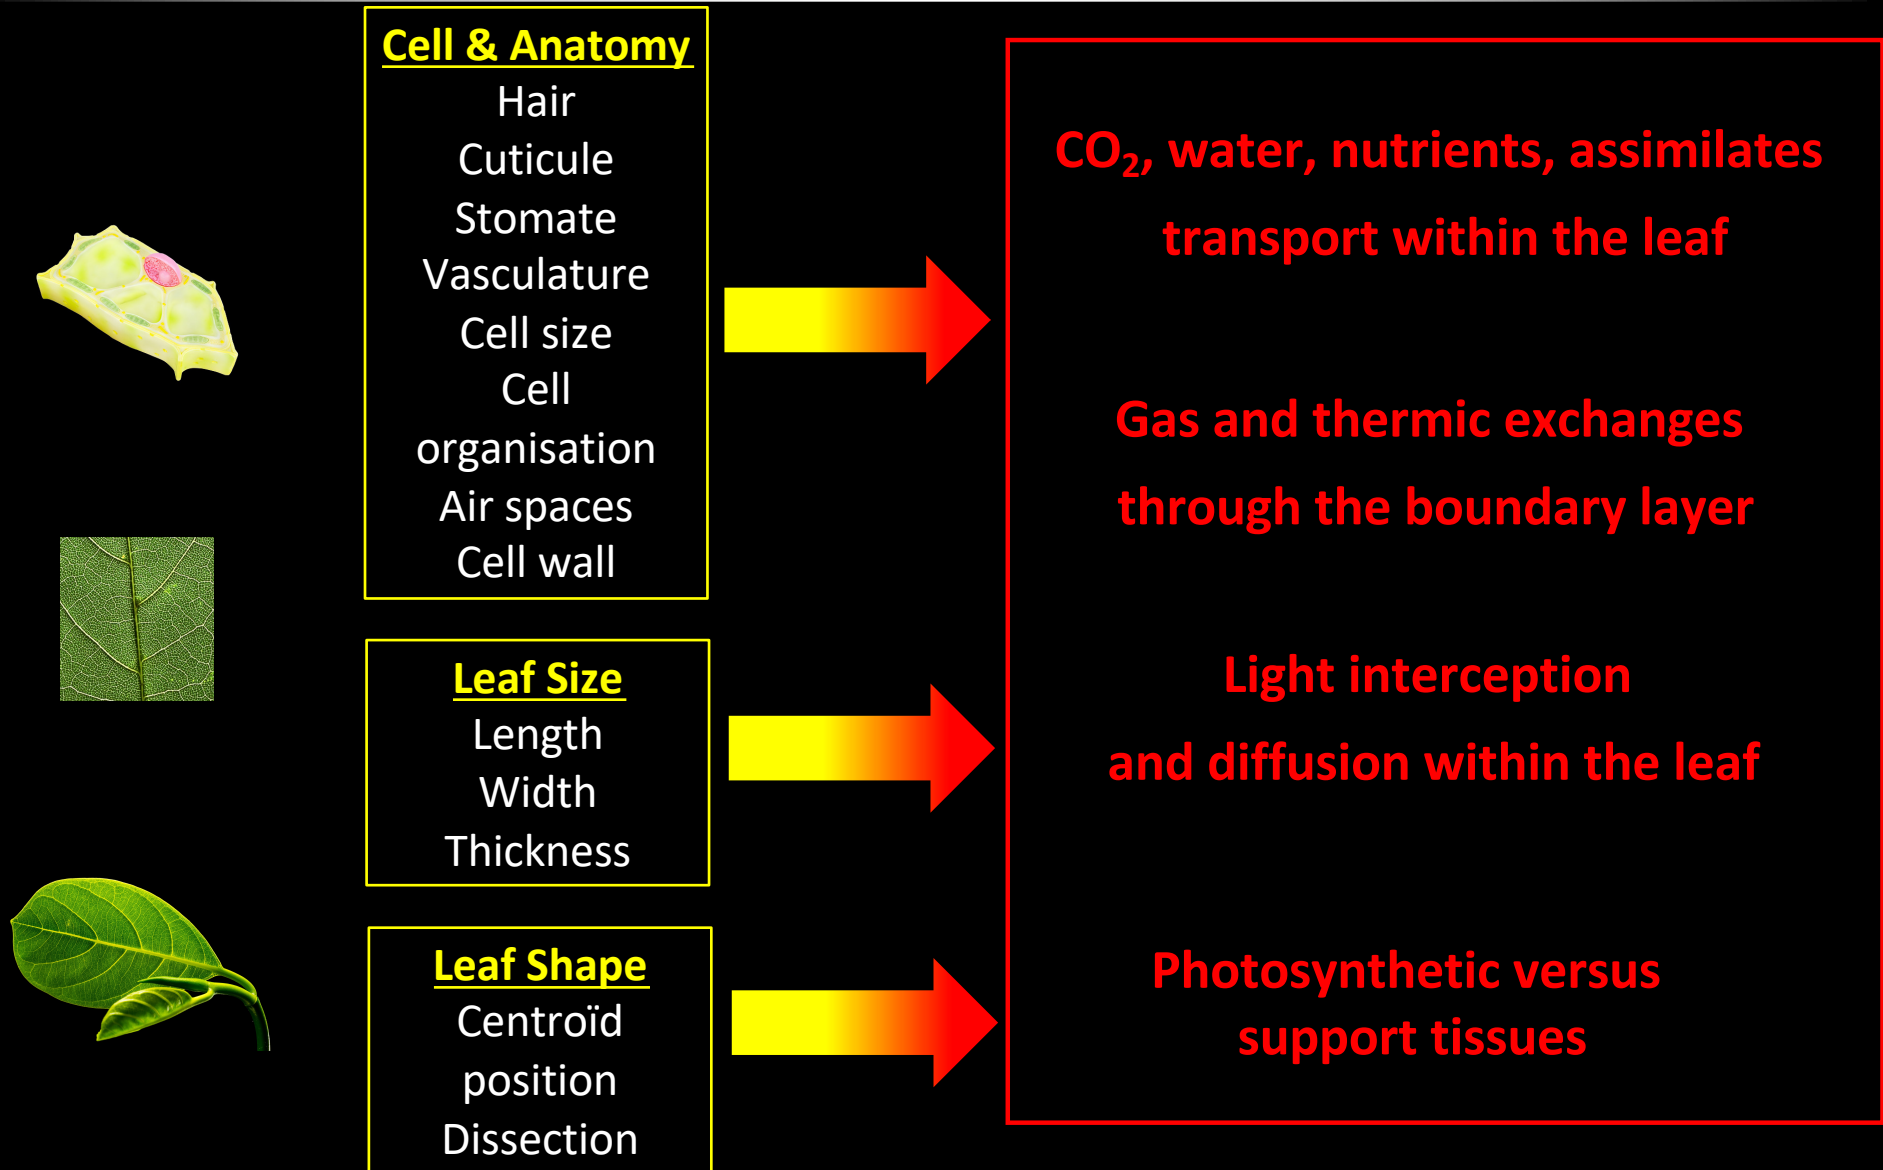 Cell & Anatomy
Hair
Cuticule
Stomate
Vasculature
Cell size
Cell
organisation
Air spaces
Cell wall
Leaf Size
Length
Width
Thickness
Leaf Shape
Centroïd
position
Dissection
CO₂, water, nutrients, assimilates
transport within the leaf
Gas and thermic exchanges
through the boundary layer
Light interception
and diffusion within the leaf
Photosynthetic versus
support tissues